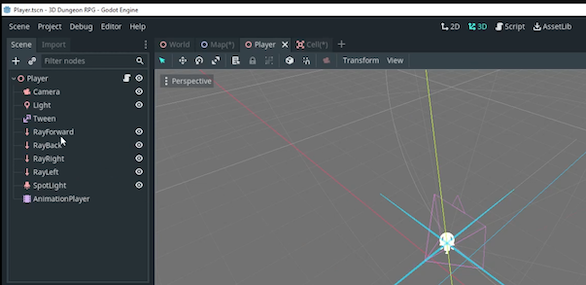 Player.tscn - 3D Dungeon RPG - Godot Engine
Scene Project Debug Editor Help 2D 3D Script AssetLib
Scene Import World Map(*) Player Cell(*)
Filter nodes Transform View
Player Perspective
Camera
Light
Tween
RayForward
RayBack
RayRight
RayLeft
SpotLight
AnimationPlayer